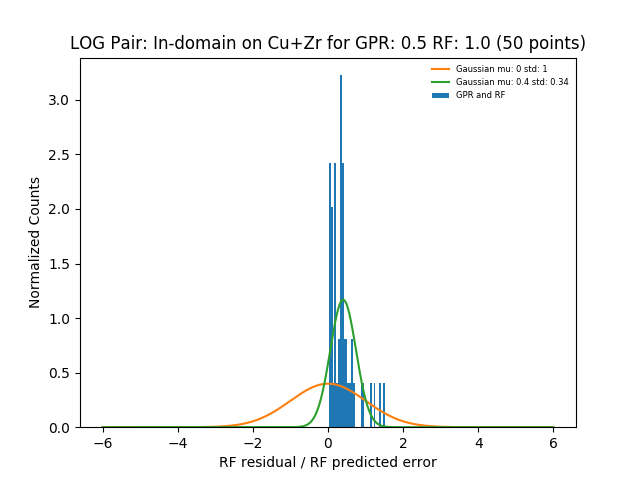 LOG Pair: In-domain on Cu+Zr for GPR: 0.5 RF: 1.0 (50 points)
Gaussian mu: 0 std: 1
Gaussian mu: 0.4 std: 0.34
GPR and RF
3.0
2.5
2.0
1.5
1.0
0.5
0.0
Normalized Counts
−6 −4 −2 0 2 4 6
RF residual / RF predicted error